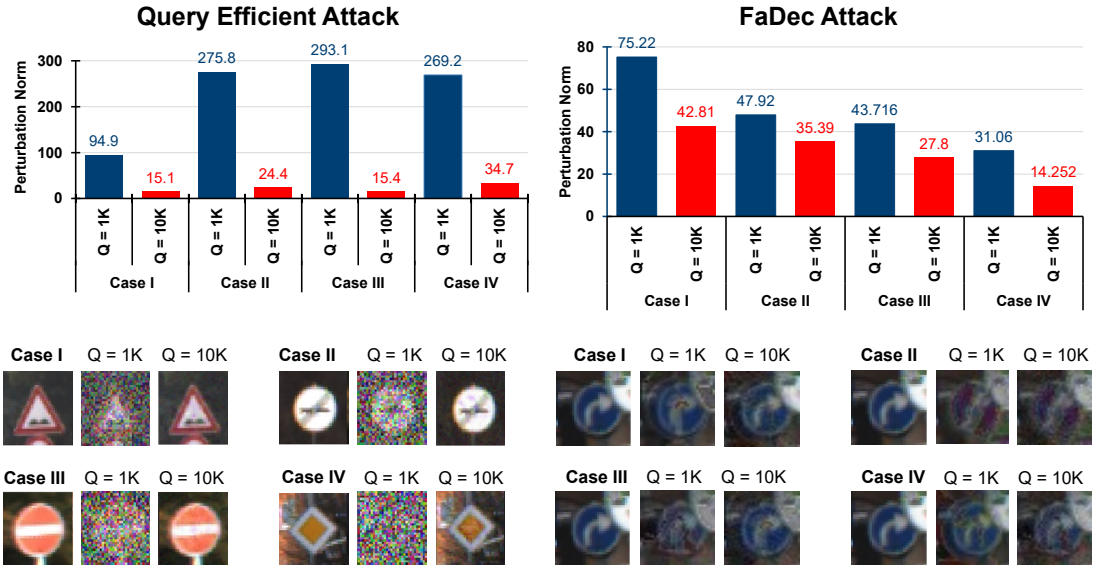 Query Efficient Attack
Perturbation Norm
300
200
100
0
94.9
15.1
275.8
24.4
293.1
15.4
269.2
34.7
Q = 1K
Q = 10K
Q = 1K
Q = 10K
Q = 1K
Q = 10K
Q = 1K
Q = 10K
Case I
Case II
Case III
Case IV
FaDec Attack
Perturbation Norm
80
60
40
20
0
75.22
42.81
47.92
35.39
43.716
27.8
31.06
14.252
Q = 1K
Q = 10K
Q = 1K
Q = 10K
Q = 1K
Q = 10K
Q = 1K
Q = 10K
Case I
Case II
Case III
Case IV
Case I Q = 1K Q = 10K
Case II Q = 1K Q = 10K
Case I Q = 1K Q = 10K
Case II Q = 1K Q = 10K
Case III Q = 1K Q = 10K
Case IV Q = 1K Q = 10K
Case III Q = 1K Q = 10K
Case IV Q = 1K Q = 10K